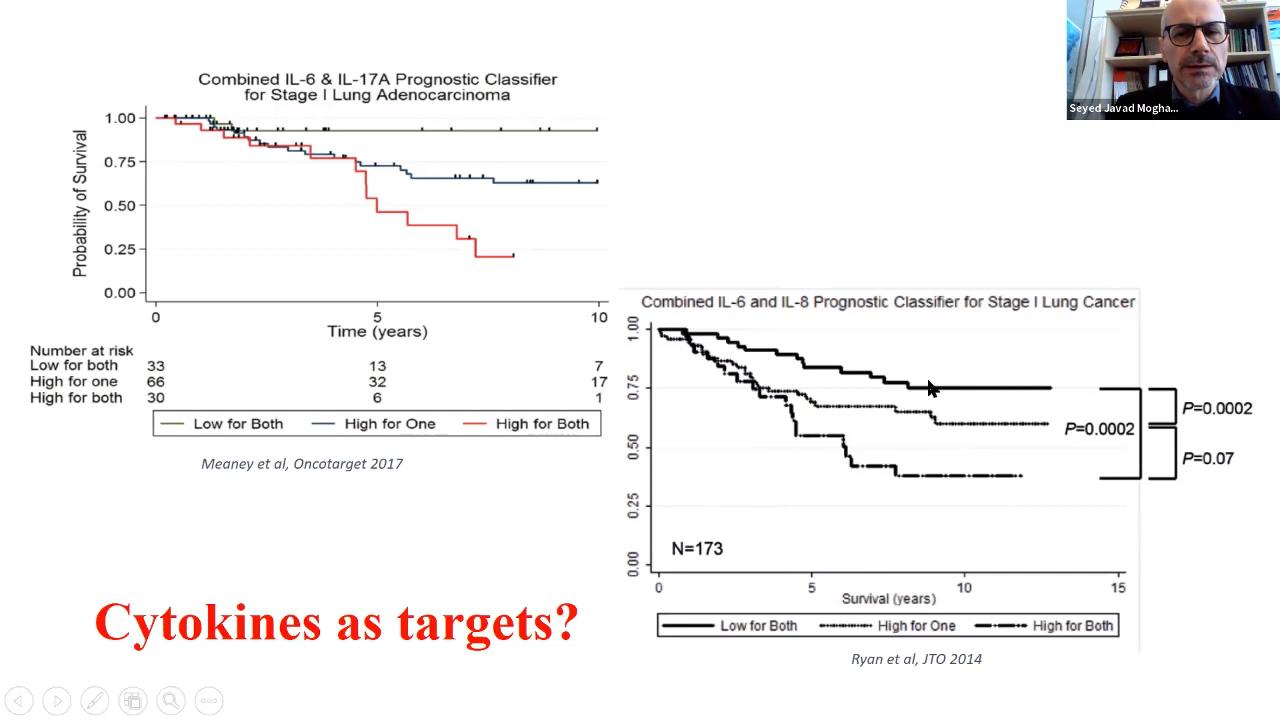 Seyed Javad Mogha...
Combined IL-6 & IL-17A Prognostic Classifier
for Stage I Lung Adenocarcinoma
Probability of Survival
1.00
0.75
0.50
0.25
0.00
0 5 10
Time (years)
Number at risk
Low for both 33 13 7
High for one 66 32 17
High for both 30 6 1
Low for Both High for One High for Both
Meaney et al, Oncotarget 2017
Combined IL-6 and IL-8 Prognostic Classifier for Stage I Lung Cancer
1.00
0.75
0.50
0.25
0.00
P=0.0002
P=0.0002
P=0.07
N=173
0 5 10 15
Survival (years)
Low for Both High for One High for Both
Ryan et al, JTO 2014
Cytokines as targets?